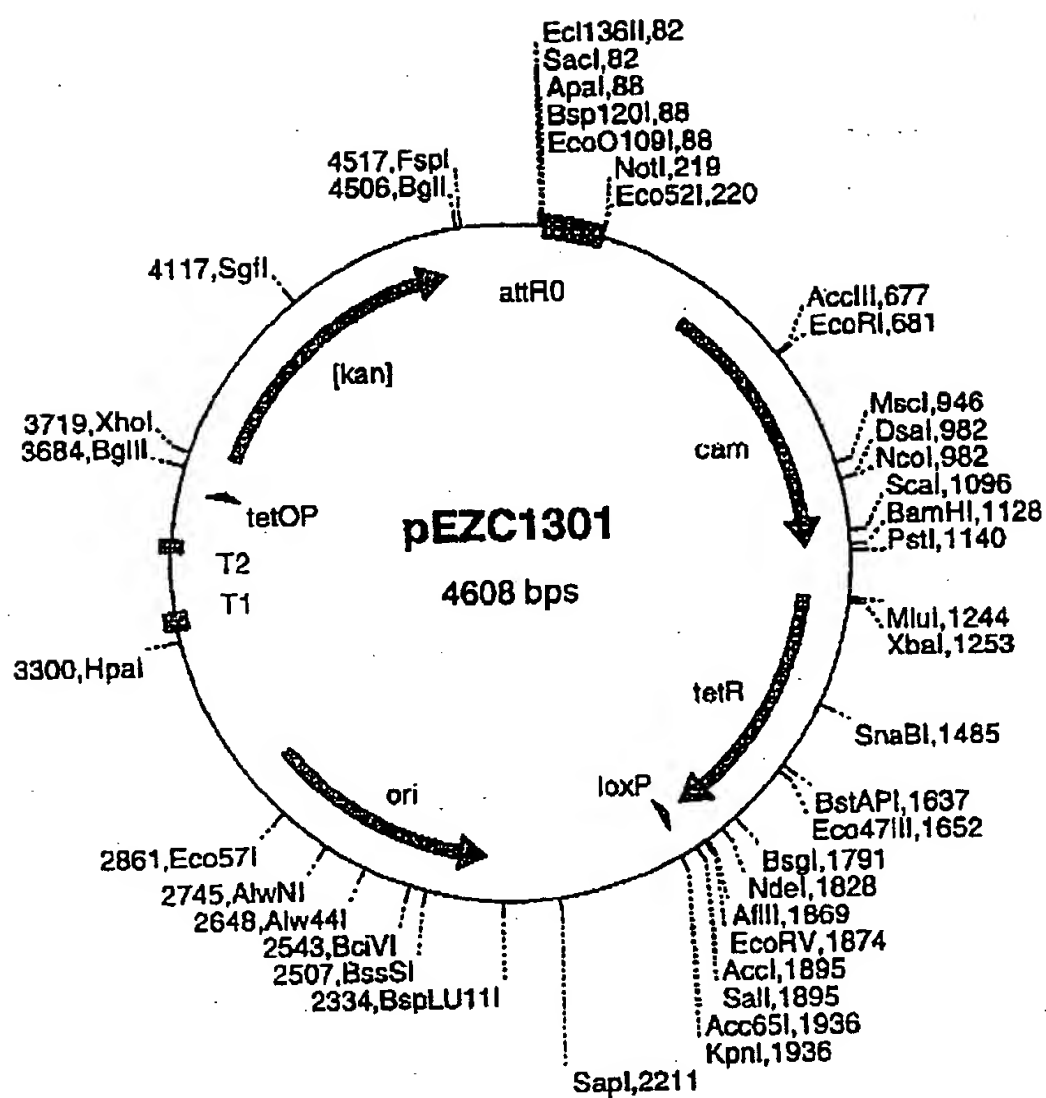 Ecl136II,82
SacI,82
ApaI,88
Bsp120I,88
EcoO109I,88
NotI,219
Eco52I,220
4517,FspI
4506,BglI
4117,SgfI
attR0
AccIII,677
EcoRI,681
[kan]
3719,XhoI
3684,BglII
MscI,946
DsaI,982
NcoI,982
cam
ScaI,1096
BamHI,1128
PstI,1140
tetOP
pEZC1301
4608 bps
T2
T1
MluI,1244
XbaI,1253
3300,HpaI
tetR
SnaBI,1485
loxP
ori
BstAPI,1637
Eco47III,1652
2861,Eco57I
2745,AlwNI
2648,Alw44I
2543,BciVI
2507,BssSI
2334,BspLU11I
BsgI,1791
NdeI,1828
AflII,1869
EcoRV,1874
AccI,1895
SalI,1895
Acc65I,1936
KpnI,1936
SapI,2211